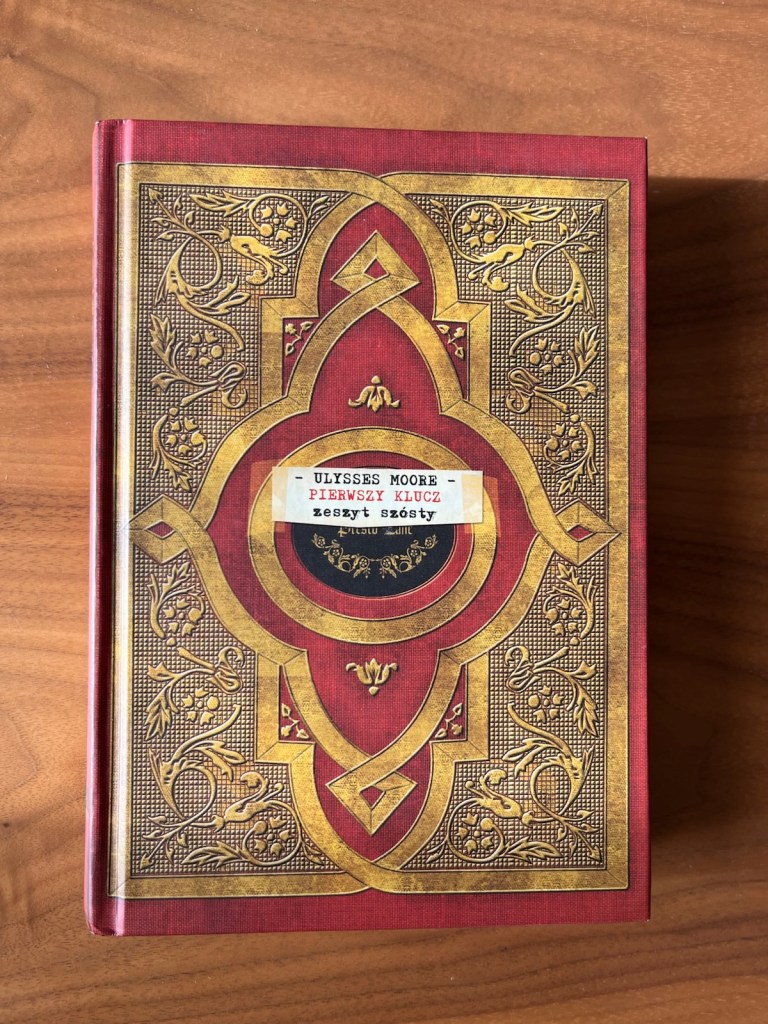 - ULYSSES MOORE -
PIERWSZY KLUCZ
zeszyt szósty